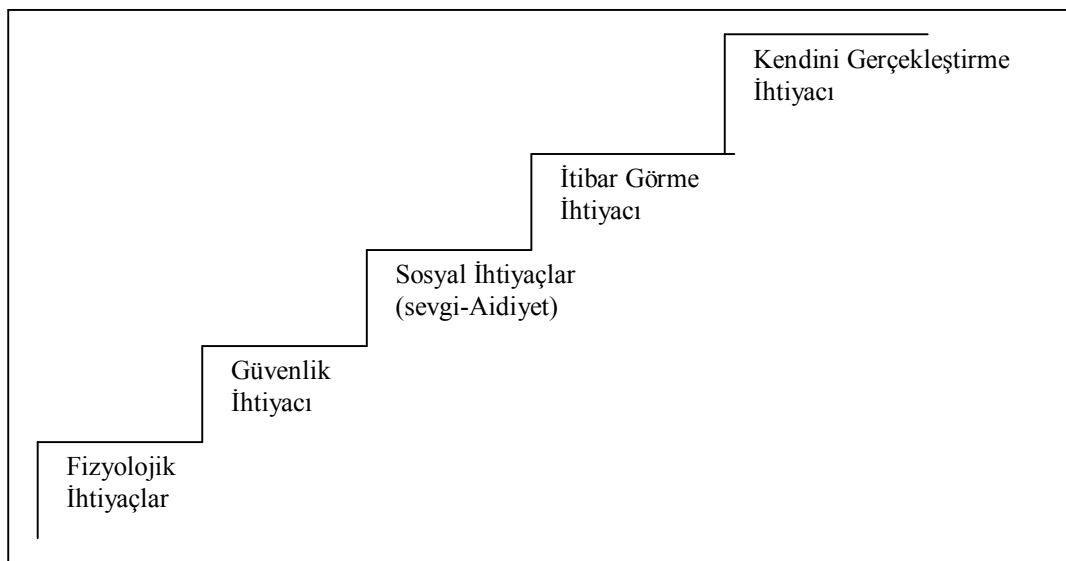 Kendini Gerçekleştirme
İhtiyacı
İtibar Görme
İhtiyacı
Sosyal İhtiyaçlar
(sevgi-Aidiyet)
Güvenlik
İhtiyacı
Fizyolojik
İhtiyaçlar